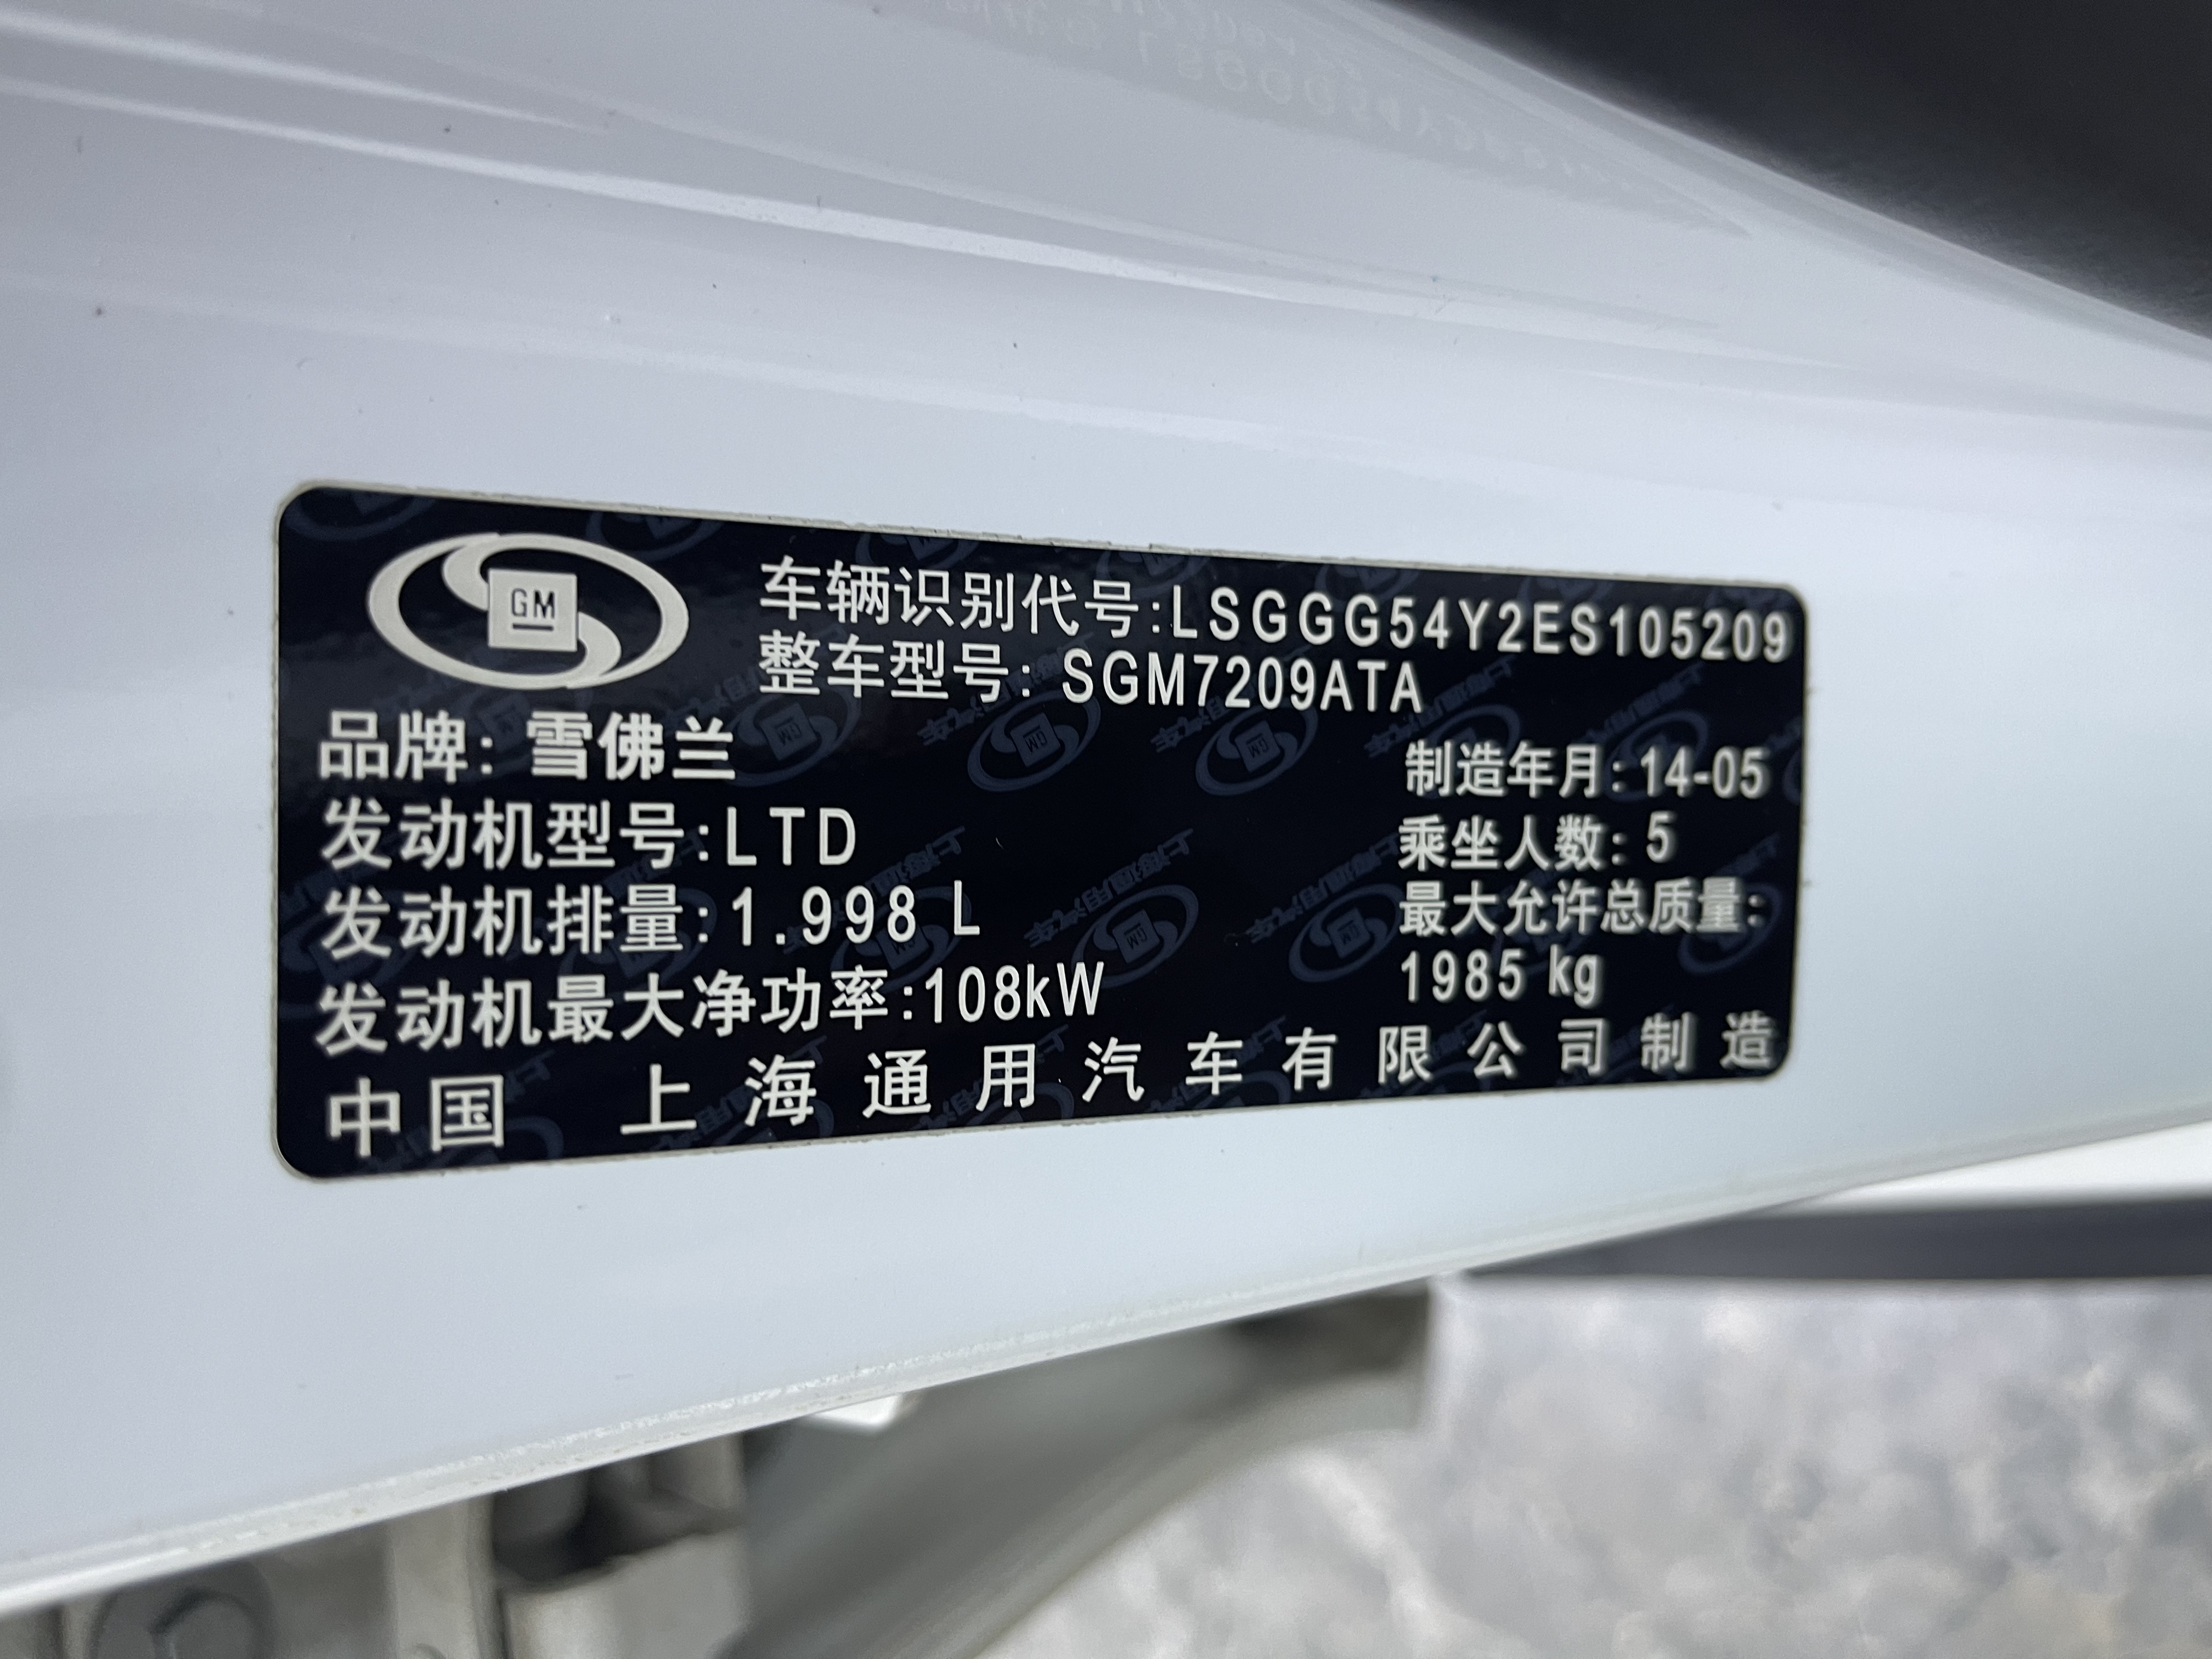 GM
车辆识别代号:LSGGG54Y2ES105209
整车型号: SGM7209ATA
品牌: 雪佛兰
制造年月: 14-05
发动机型号:LTD
乘坐人数: 5
发动机排量:1.998 L
最大允许总质量:
1985 kg
发动机最大净功率:108kW
中国 上海通用汽车有限公司制造